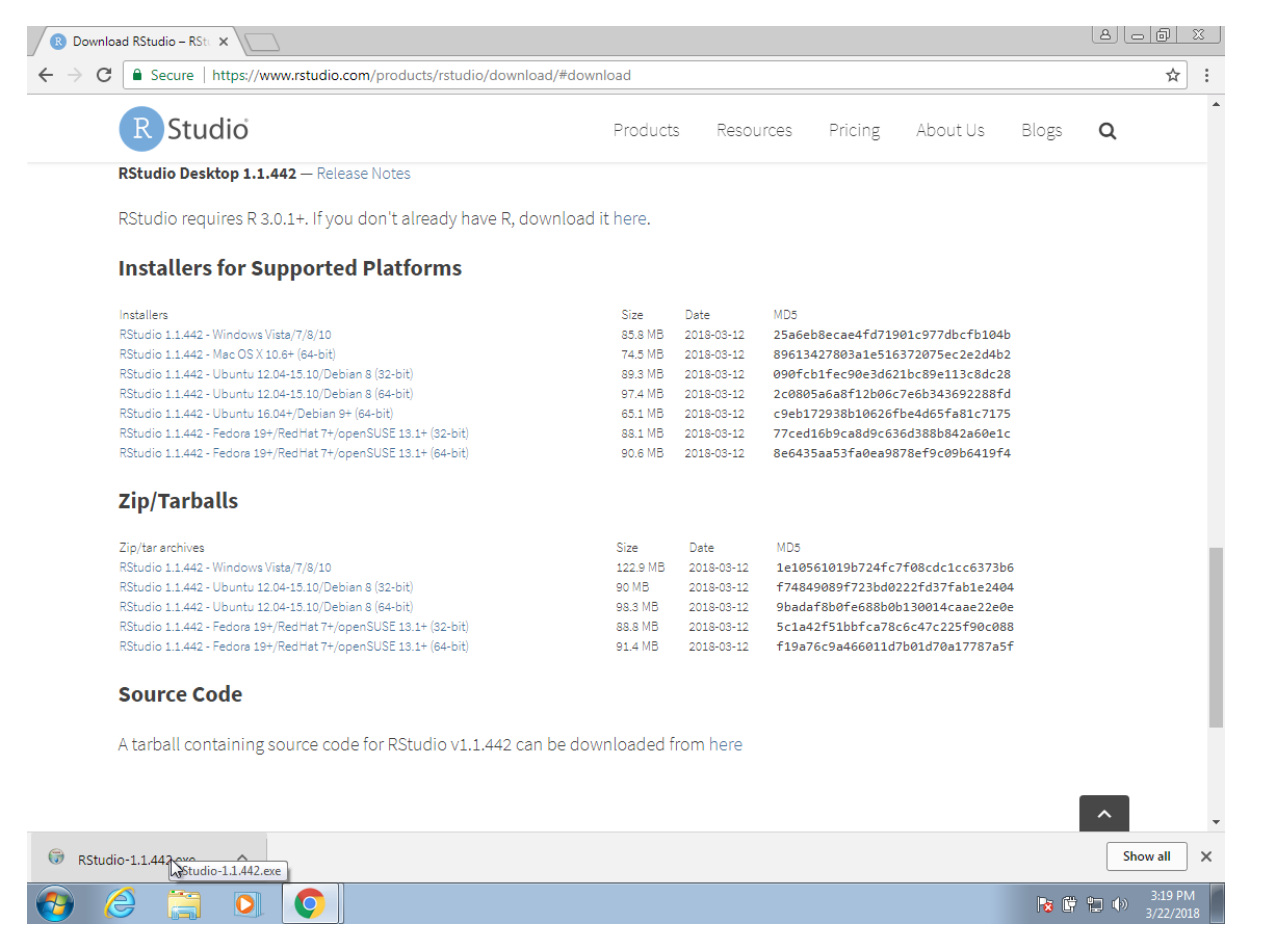 Download RStudio – RSt
Secure | https://www.rstudio.com/products/rstudio/download/#download
R Studio
Products Resources Pricing About Us Blogs
RStudio Desktop 1.1.442 — Release Notes
RStudio requires R 3.0.1+. If you don't already have R, download it here.
Installers for Supported Platforms
Installers Size Date MD5
RStudio 1.1.442 - Windows Vista/7/8/10 85.8 MB 2018-03-12 25a6eb8ecae4fd71901c977dbcfb104b
RStudio 1.1.442 - Mac OS X 10.6+ (64-bit) 74.5 MB 2018-03-12 89613427803a1e516372075ec2e2d4b2
RStudio 1.1.442 - Ubuntu 12.04-15.10/Debian 8 (32-bit) 89.3 MB 2018-03-12 090fcb1fec90e3d621bc89e113c8dc28
RStudio 1.1.442 - Ubuntu 12.04-15.10/Debian 8 (64-bit) 97.4 MB 2018-03-12 2c0805a6a8f12b06c7e6b343692288fd
RStudio 1.1.442 - Ubuntu 16.04+/Debian 9+ (64-bit) 65.1 MB 2018-03-12 c9eb172938b10626fbe4d65fa81c7175
RStudio 1.1.442 - Fedora 19+/RedHat 7+/openSUSE 13.1+ (32-bit) 88.1 MB 2018-03-12 77ced16b9ca8d9c636d388b842a60e1c
RStudio 1.1.442 - Fedora 19+/RedHat 7+/openSUSE 13.1+ (64-bit) 90.6 MB 2018-03-12 8e6435aa53fa0ea9878ef9c09b6419f4
Zip/Tarballs
Zip/tar archives Size Date MD5
RStudio 1.1.442 - Windows Vista/7/8/10 122.9 MB 2018-03-12 1e10561019b724fc7f08cdc1cc6373b6
RStudio 1.1.442 - Ubuntu 12.04-15.10/Debian 8 (32-bit) 90 MB 2018-03-12 f74849089f723bd0222fd37fab1e2404
RStudio 1.1.442 - Ubuntu 12.04-15.10/Debian 8 (64-bit) 98.3 MB 2018-03-12 9badaf8b0fe688b0b130014caae22e0e
RStudio 1.1.442 - Fedora 19+/RedHat 7+/openSUSE 13.1+ (32-bit) 88.8 MB 2018-03-12 5c1a42f51bbfca78c6c47c225f90c088
RStudio 1.1.442 - Fedora 19+/RedHat 7+/openSUSE 13.1+ (64-bit) 91.4 MB 2018-03-12 f19a76c9a466011d7b01d70a17787a5f
Source Code
A tarball containing source code for RStudio v1.1.442 can be downloaded from here
RStudio-1.1.442.exe Show all
Studio-1.1.442.exe
3:19 PM
3/22/2018